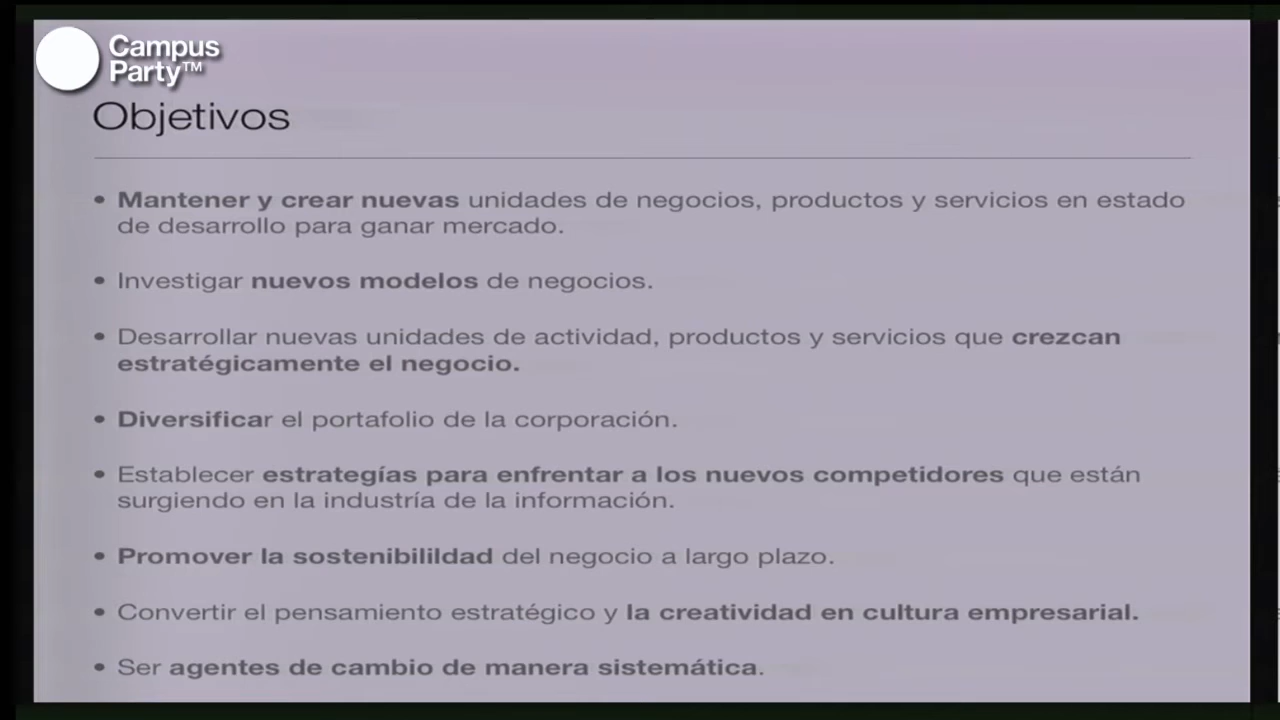 Campus
Party™
Objetivos
• Mantener y crear nuevas unidades de negocios, productos y servicios en estado
de desarrollo para ganar mercado.
• Investigar nuevos modelos de negocios.
• Desarrollar nuevas unidades de actividad, productos y servicios que crezcan
estratégicamente el negocio.
• Diversificar el portafolio de la corporación.
• Establecer estrategías para enfrentar a los nuevos competidores que están
surgiendo en la industría de la información.
• Promover la sostenibilildad del negocio a largo plazo.
• Convertir el pensamiento estratégico y la creatividad en cultura empresarial.
• Ser agentes de cambio de manera sistemática.